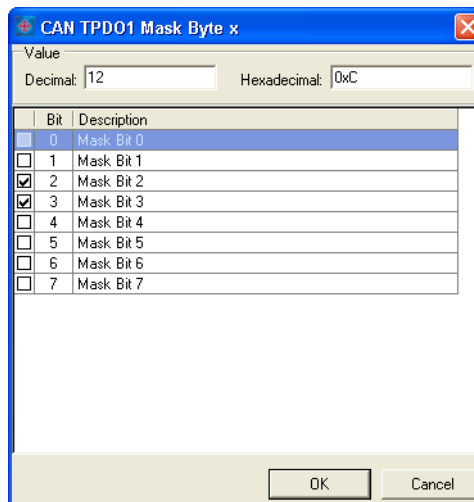 CAN TPDO1 Mask Byte x
Value
Decimal: 12 Hexadecimal: 0xC
Bit Description
0 Mask Bit 0
1 Mask Bit 1
2 Mask Bit 2
3 Mask Bit 3
4 Mask Bit 4
5 Mask Bit 5
6 Mask Bit 6
7 Mask Bit 7
OK Cancel